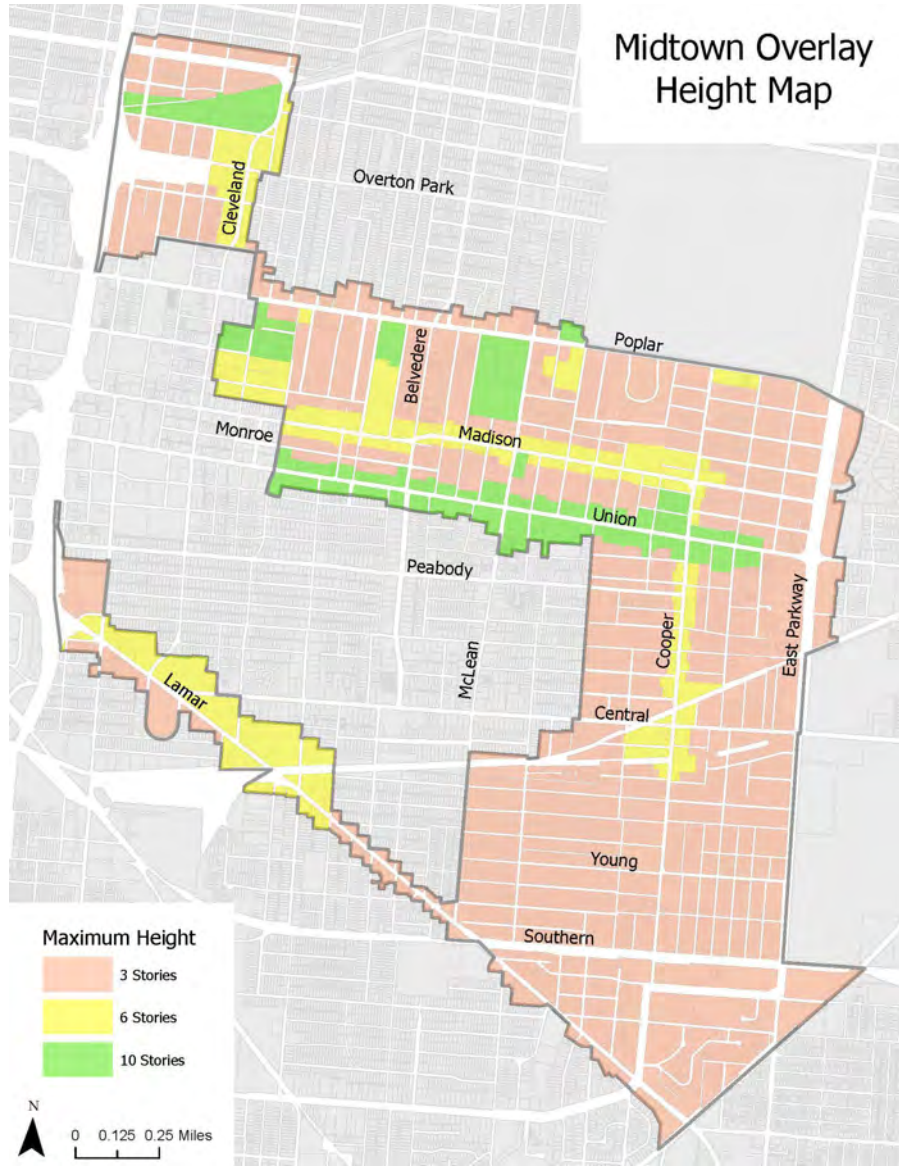 Midtown Overlay
Height Map
Overton Park
Cleveland
Poplar
Belvedere
Monroe
Madison
Union
Peabody
McLean
Cooper
East Parkway
Lamar
Central
Young
Southern
Maximum Height
3 Stories
6 Stories
10 Stories
N
0 0.125 0.25 Miles